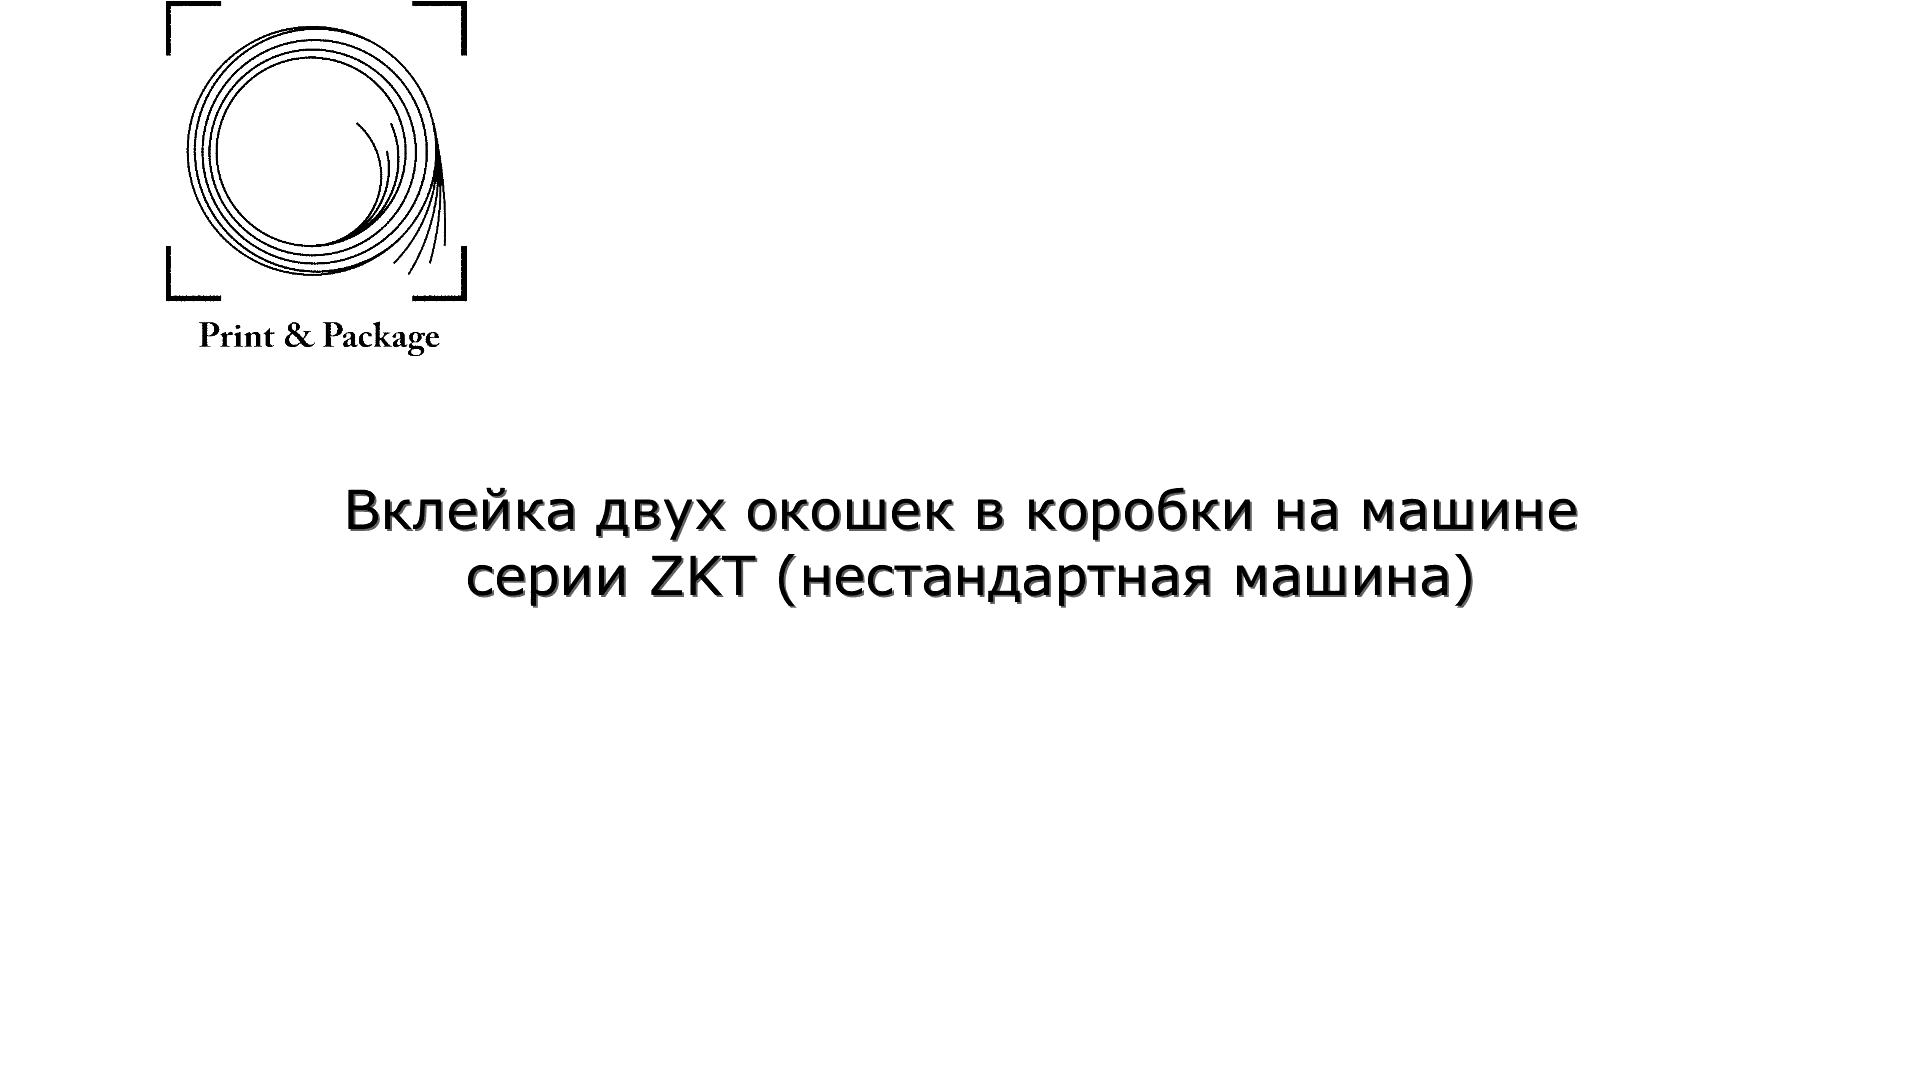 Print & Package
Вклейка двух окошек в коробки на машине
серии ZKT (нестандартная машина)